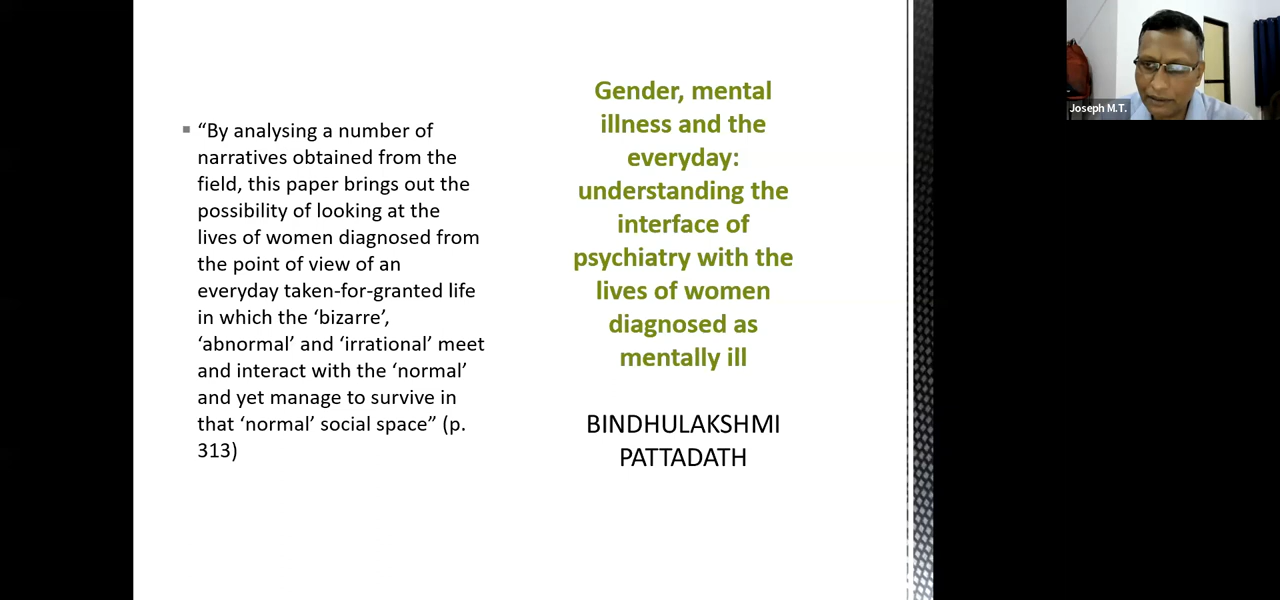 ▪ “By analysing a number of
narratives obtained from the
field, this paper brings out the
possibility of looking at the
lives of women diagnosed from
the point of view of an
everyday taken-for-granted life
in which the ‘bizarre’,
‘abnormal’ and ‘irrational’ meet
and interact with the ‘normal’
and yet manage to survive in
that ‘normal’ social space” (p.
313)
Gender, mental
illness and the
everyday:
understanding the
interface of
psychiatry with the
lives of women
diagnosed as
mentally ill
BINDHULAKSHMI
PATTADATH
Joseph M.T.